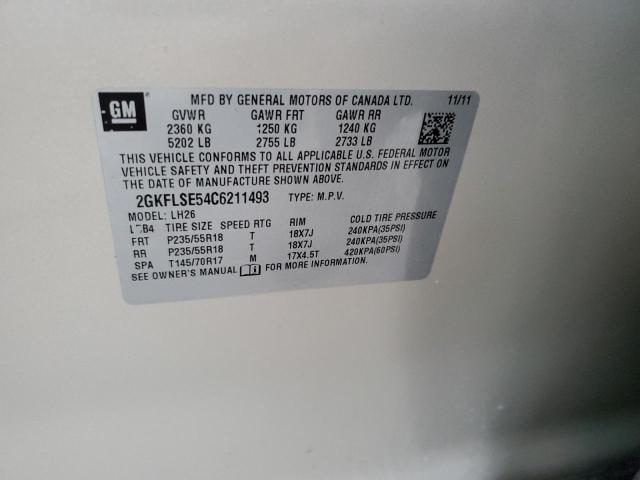 GM
MFD BY GENERAL MOTORS OF CANADA LTD. 11/11
GVWR GAWR FRT GAWR RR
2360 KG 1250 KG 1240 KG
5202 LB 2755 LB 2733 LB
THIS VEHICLE CONFORMS TO ALL APPLICABLE U.S. FEDERAL MOTOR
VEHICLE SAFETY AND THEFT PREVENTION STANDARDS IN EFFECT ON
THE DATE OF MANUFACTURE SHOWN ABOVE.
2GKFLSE54C6211493 TYPE: M.P.V.
MODEL: LH26
TIRE SIZE SPEED RTG RIM COLD TIRE PRESSURE
FRT P235/55R18 T 18X7J 240KPA(35PSI)
RR P235/55R18 T 18X7J 240KPA(35PSI)
SPA T145/70R17 M 17X4.5T 420KPA(60PSI)
SEE OWNER'S MANUAL FOR MORE INFORMATION.